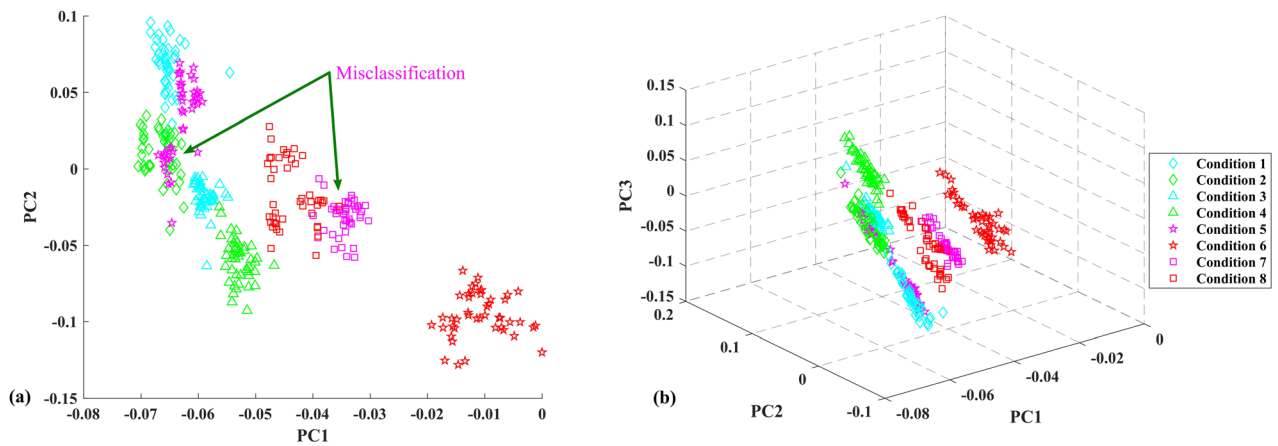 0.1
0.05
0
-0.05
-0.1
-0.15
PC2
-0.08
-0.07
-0.06
-0.05
-0.04
-0.03
-0.02
-0.01
0
PC1
Misclassification
(a)
0.15
0.1
0.05
0
-0.05
-0.1
-0.15
PC3
0.2
0.1
0
-0.1
PC2
-0.08
-0.06
-0.04
-0.02
0
PC1
(b)
Condition 1
Condition 2
Condition 3
Condition 4
Condition 5
Condition 6
Condition 7
Condition 8